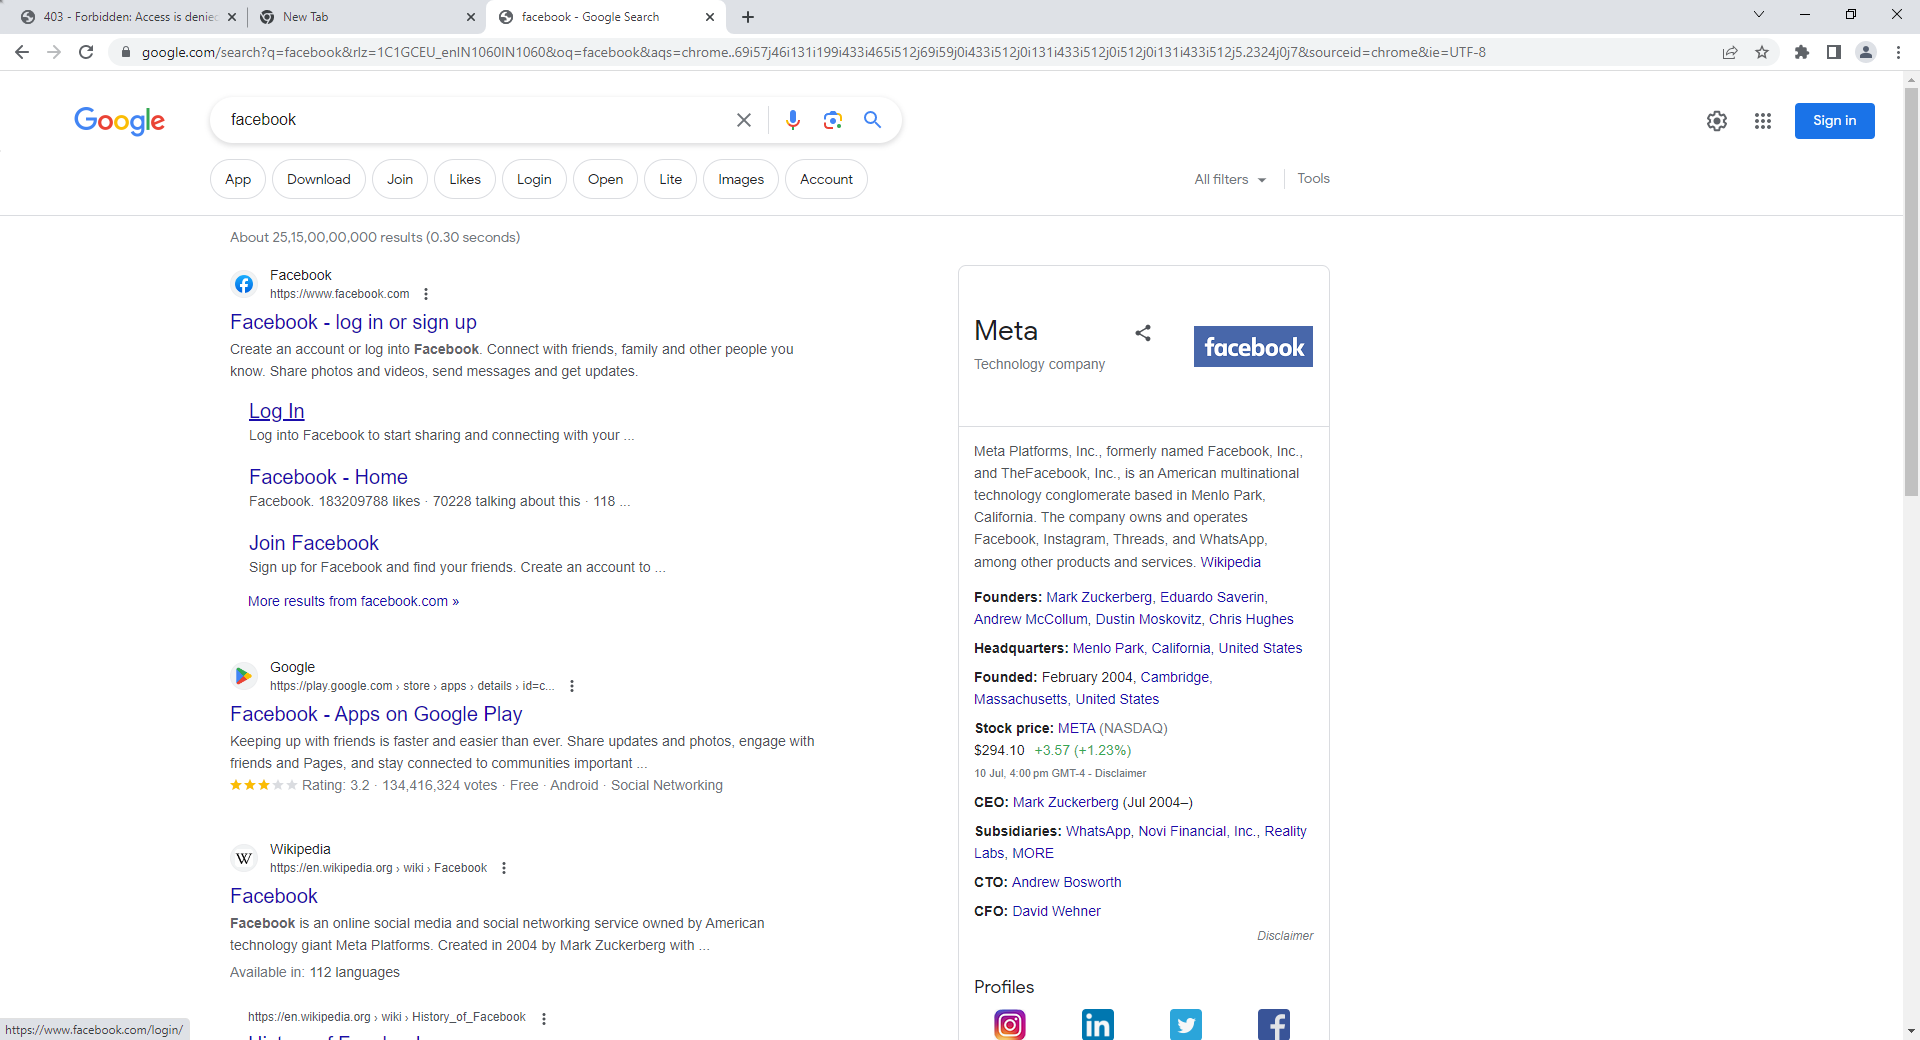 403 - Forbidden: Access is denied
New Tab
facebook - Google Search
google.com/search?q=facebook&rlz=1C1GCEU_enIN1060IN1060&oq=facebook&aqs=chrome..69i57j46i131i199i433i465i512j69i59j0i433i512j0i131i433i512j0i512j0i131i433i512j5.2324j0j7&sourceid=chrome&ie=UTF-8
Google
facebook
Sign in
App
Download
Join
Likes
Login
Open
Lite
Images
Account
All filters
Tools
About 25,15,00,00,000 results (0.30 seconds)
Facebook
https://www.facebook.com
Facebook - log in or sign up
Create an account or log into Facebook. Connect with friends, family and other people you
know. Share photos and videos, send messages and get updates.
Log In
Log into Facebook to start sharing and connecting with your ...
Facebook - Home
Facebook. 183209788 likes · 70228 talking about this · 118 ...
Join Facebook
Sign up for Facebook and find your friends. Create an account to ...
More results from facebook.com »
Google
https://play.google.com › store › apps › details › id=c...
Facebook - Apps on Google Play
Keeping up with friends is faster and easier than ever. Share updates and photos, engage with
friends and Pages, and stay connected to communities important ...
Rating: 3.2 · 134,416,324 votes · Free · Android · Social Networking
Wikipedia
https://en.wikipedia.org › wiki › Facebook
Facebook
Facebook is an online social media and social networking service owned by American
technology giant Meta Platforms. Created in 2004 by Mark Zuckerberg with ...
Available in: 112 languages
https://en.wikipedia.org › wiki › History_of_Facebook
History of Facebook
https://www.facebook.com/login/
Meta
Technology company
facebook
Meta Platforms, Inc., formerly named Facebook, Inc.,
and TheFacebook, Inc., is an American multinational
technology conglomerate based in Menlo Park,
California. The company owns and operates
Facebook, Instagram, Threads, and WhatsApp,
among other products and services. Wikipedia
Founders: Mark Zuckerberg, Eduardo Saverin,
Andrew McCollum, Dustin Moskovitz, Chris Hughes
Headquarters: Menlo Park, California, United States
Founded: February 2004, Cambridge,
Massachusetts, United States
Stock price: META (NASDAQ)
$294.10 +3.57 (+1.23%)
10 Jul, 4:00 pm GMT-4 - Disclaimer
CEO: Mark Zuckerberg (Jul 2004–)
Subsidiaries: WhatsApp, Novi Financial, Inc., Reality
Labs, MORE
CTO: Andrew Bosworth
CFO: David Wehner
Disclaimer
Profiles